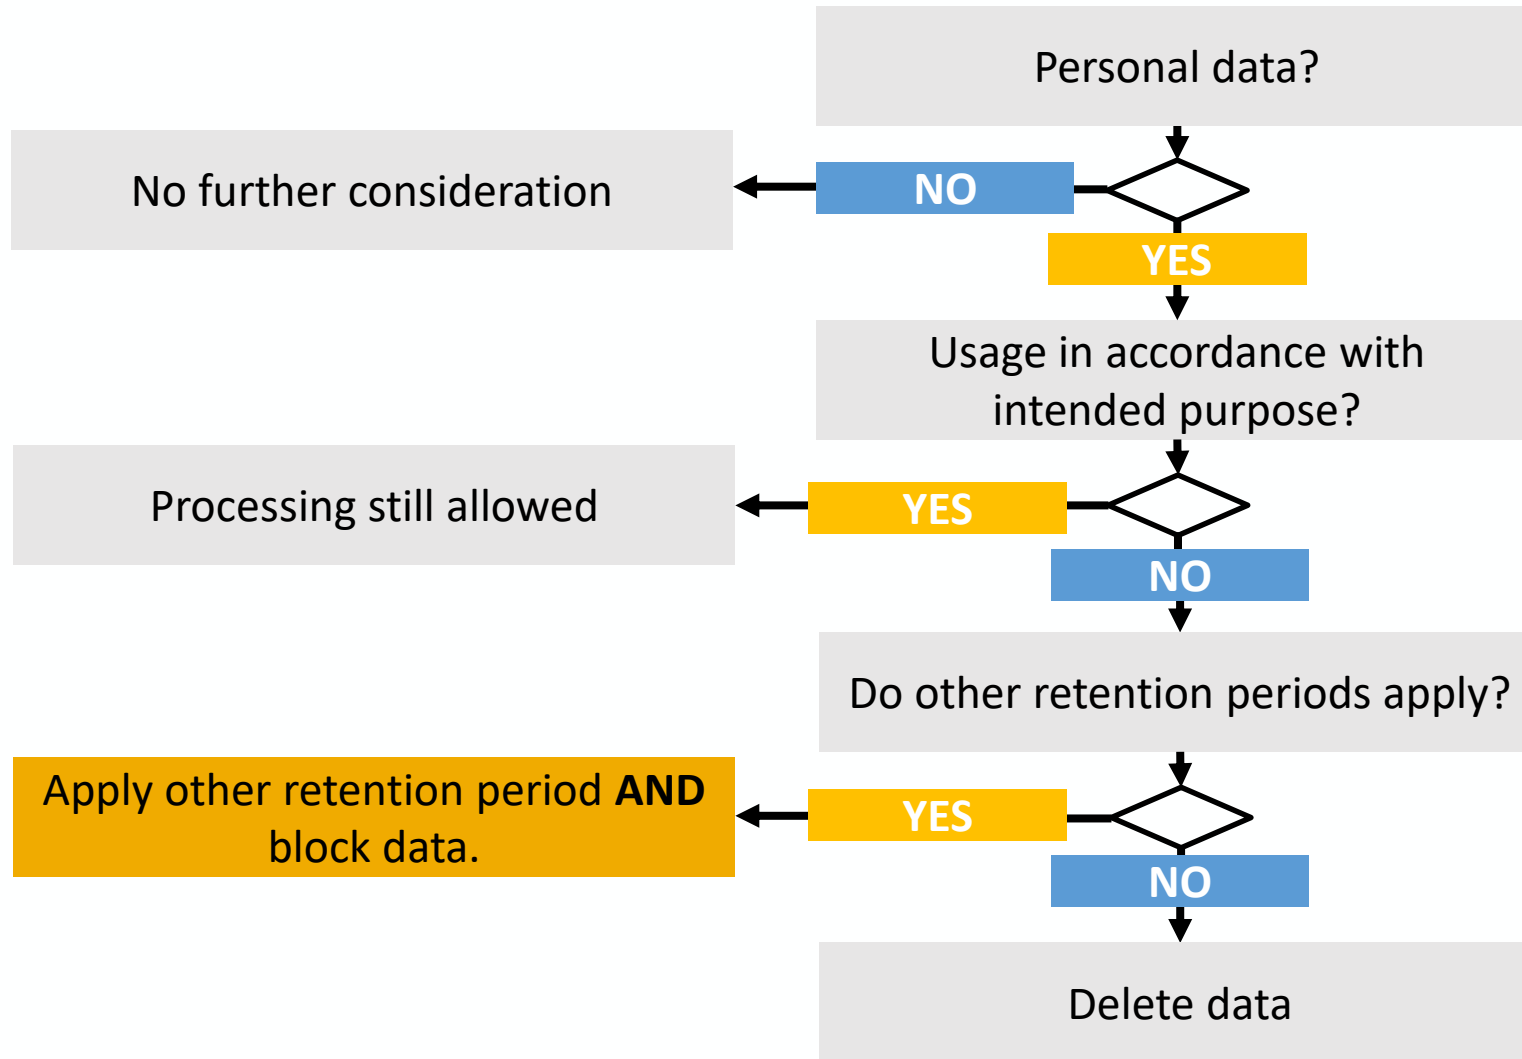 Personal data?
No further consideration
NO
YES
Usage in accordance with
intended purpose?
Processing still allowed
YES
NO
Do other retention periods apply?
Apply other retention period AND
block data.
YES
NO
Delete data